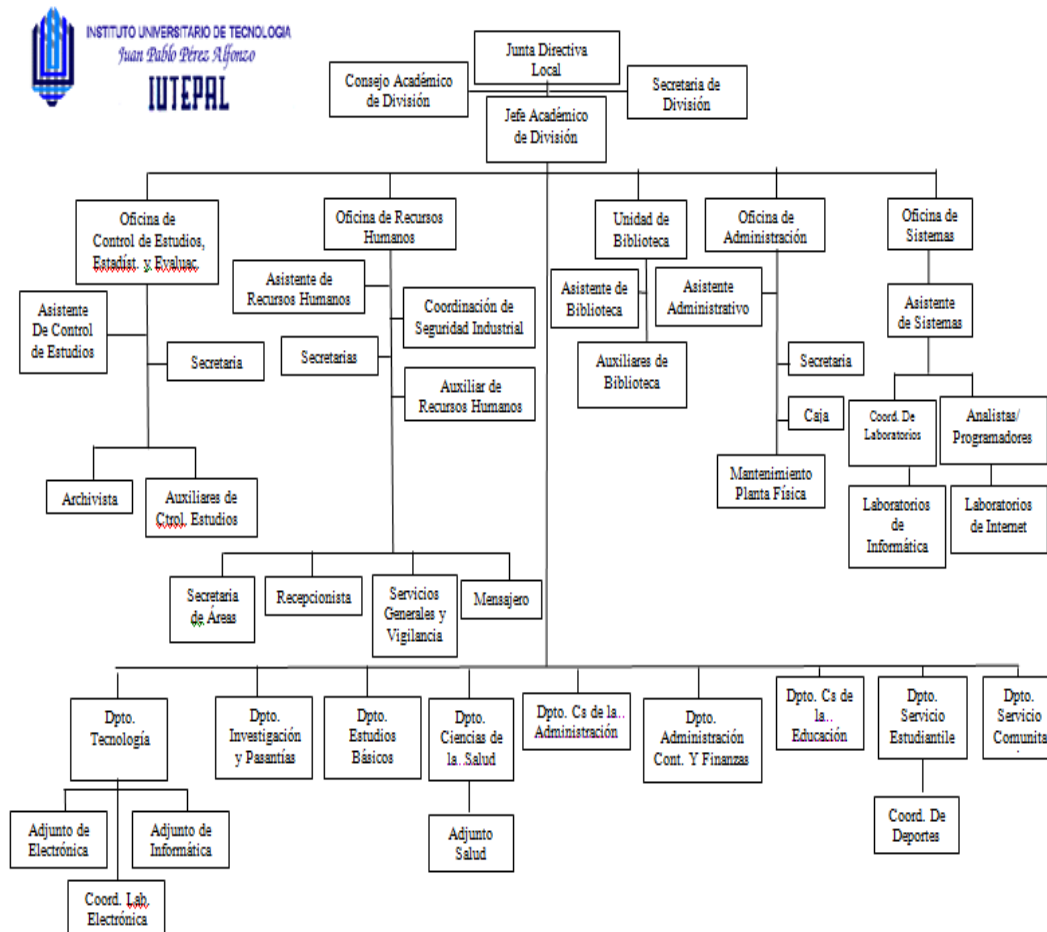 INSTITUTO UNIVERSITARIO DE TECNOLOGIA
Juan Pablo Pérez Alfonzo
IUTEPAL
Junta Directiva
Local
Consejo Académico
de División
Secretaria de
División
Jefe Académico
de División
Oficina de
Control de Estudios,
Estadíst. y Evaluac.
Oficina de Recursos
Humanos
Unidad de
Biblioteca
Oficina de
Administración
Oficina de
Sistemas
Asistente
De Control
de Estudios
Secretaria
Archivista
Auxiliares de
Ctrol. Estudios
Asistente de
Recursos Humanos
Coordinación de
Seguridad Industrial
Secretarias
Auxiliar de
Recursos Humanos
Asistente de
Biblioteca
Auxiliares de
Biblioteca
Asistente
Administrativo
Secretaria
Caja
Mantenimiento
Planta Física
Asistente
de Sistemas
Coord. De
Laboratorios
Analistas/
Programadores
Laboratorios
de
Informática
Laboratorios
de Internet
Secretaria
de Áreas
Recepcionista
Servicios
Generales y
Vigilancia
Mensajero
Dpto.
Tecnología
Dpto.
Investigación
y Pasantías
Dpto.
Estudios
Básicos
Dpto.
Ciencias de
la..Salud
Dpto. Cs de la..
Administración
Dpto.
Administración
Cont. Y Finanzas
Dpto. Cs de
la..
Educación
Dpto.
Servicio
Estudiantile
Dpto.
Servicio
Comunita
Adjunto de
Electrónica
Adjunto de
Informática
Coord. Lab.
Electrónica
Adjunto
Salud
Coord. De
Deportes